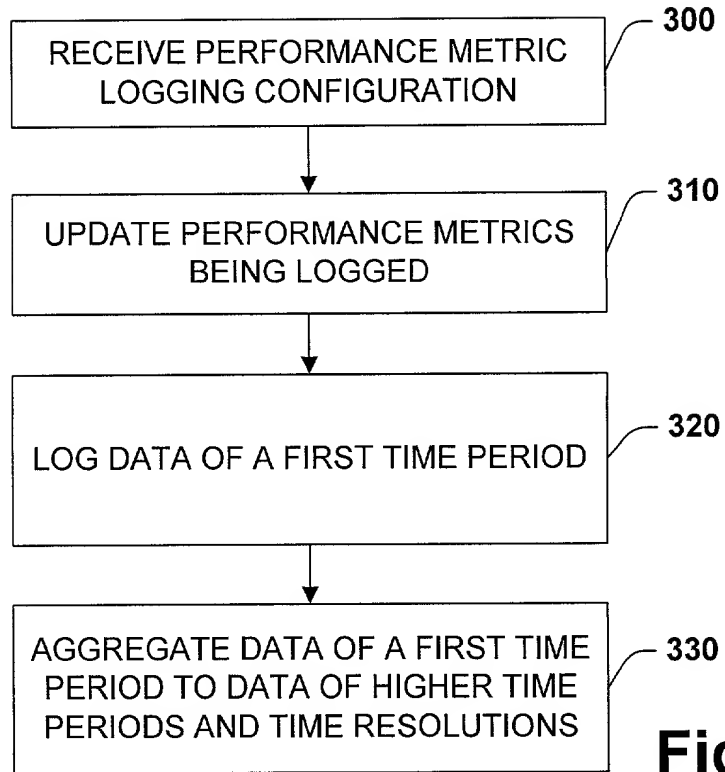 300
RECEIVE PERFORMANCE METRIC
LOGGING CONFIGURATION
310
UPDATE PERFORMANCE METRICS
BEING LOGGED
320
LOG DATA OF A FIRST TIME PERIOD
330
AGGREGATE DATA OF A FIRST TIME
PERIOD TO DATA OF HIGHER TIME
PERIODS AND TIME RESOLUTIONS